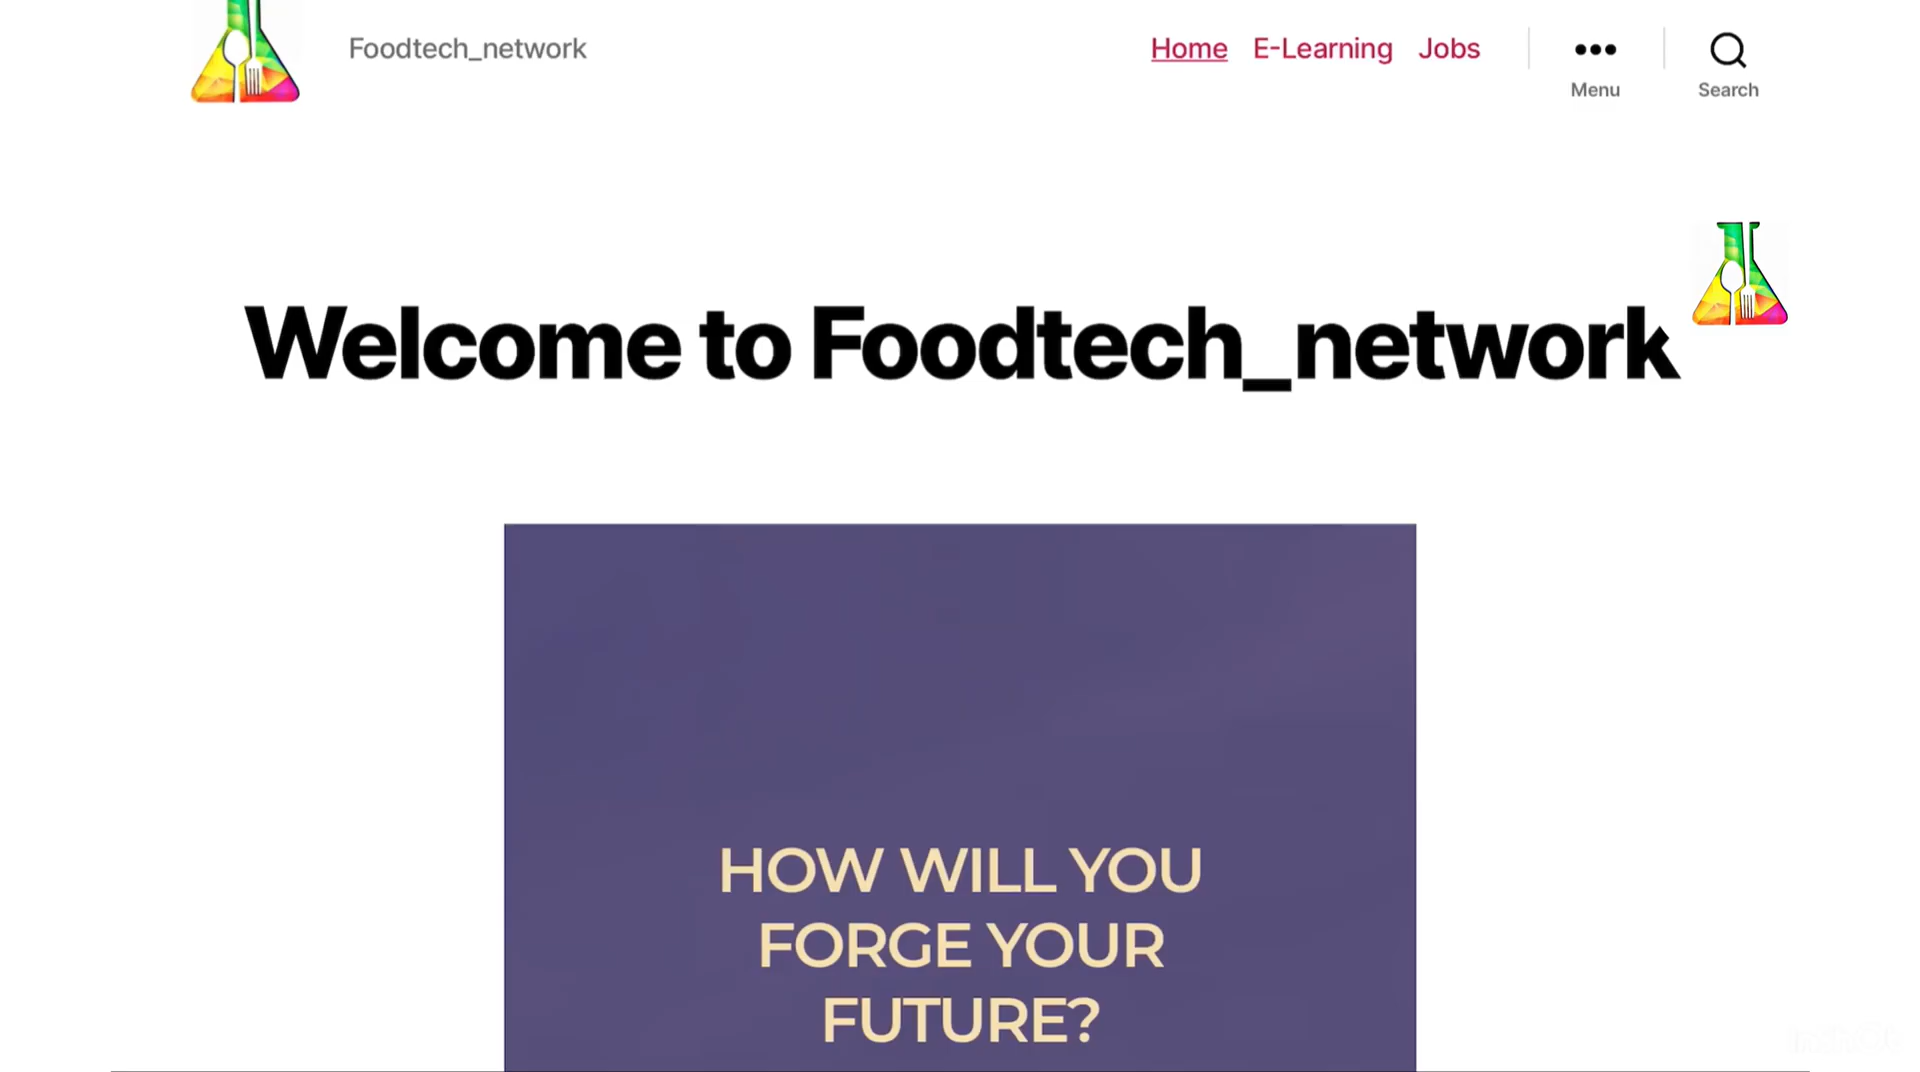 Foodtech_network
Home E-Learning Jobs
Menu
Search
Welcome to Foodtech_network
HOW WILL YOU
FORGE YOUR
FUTURE?